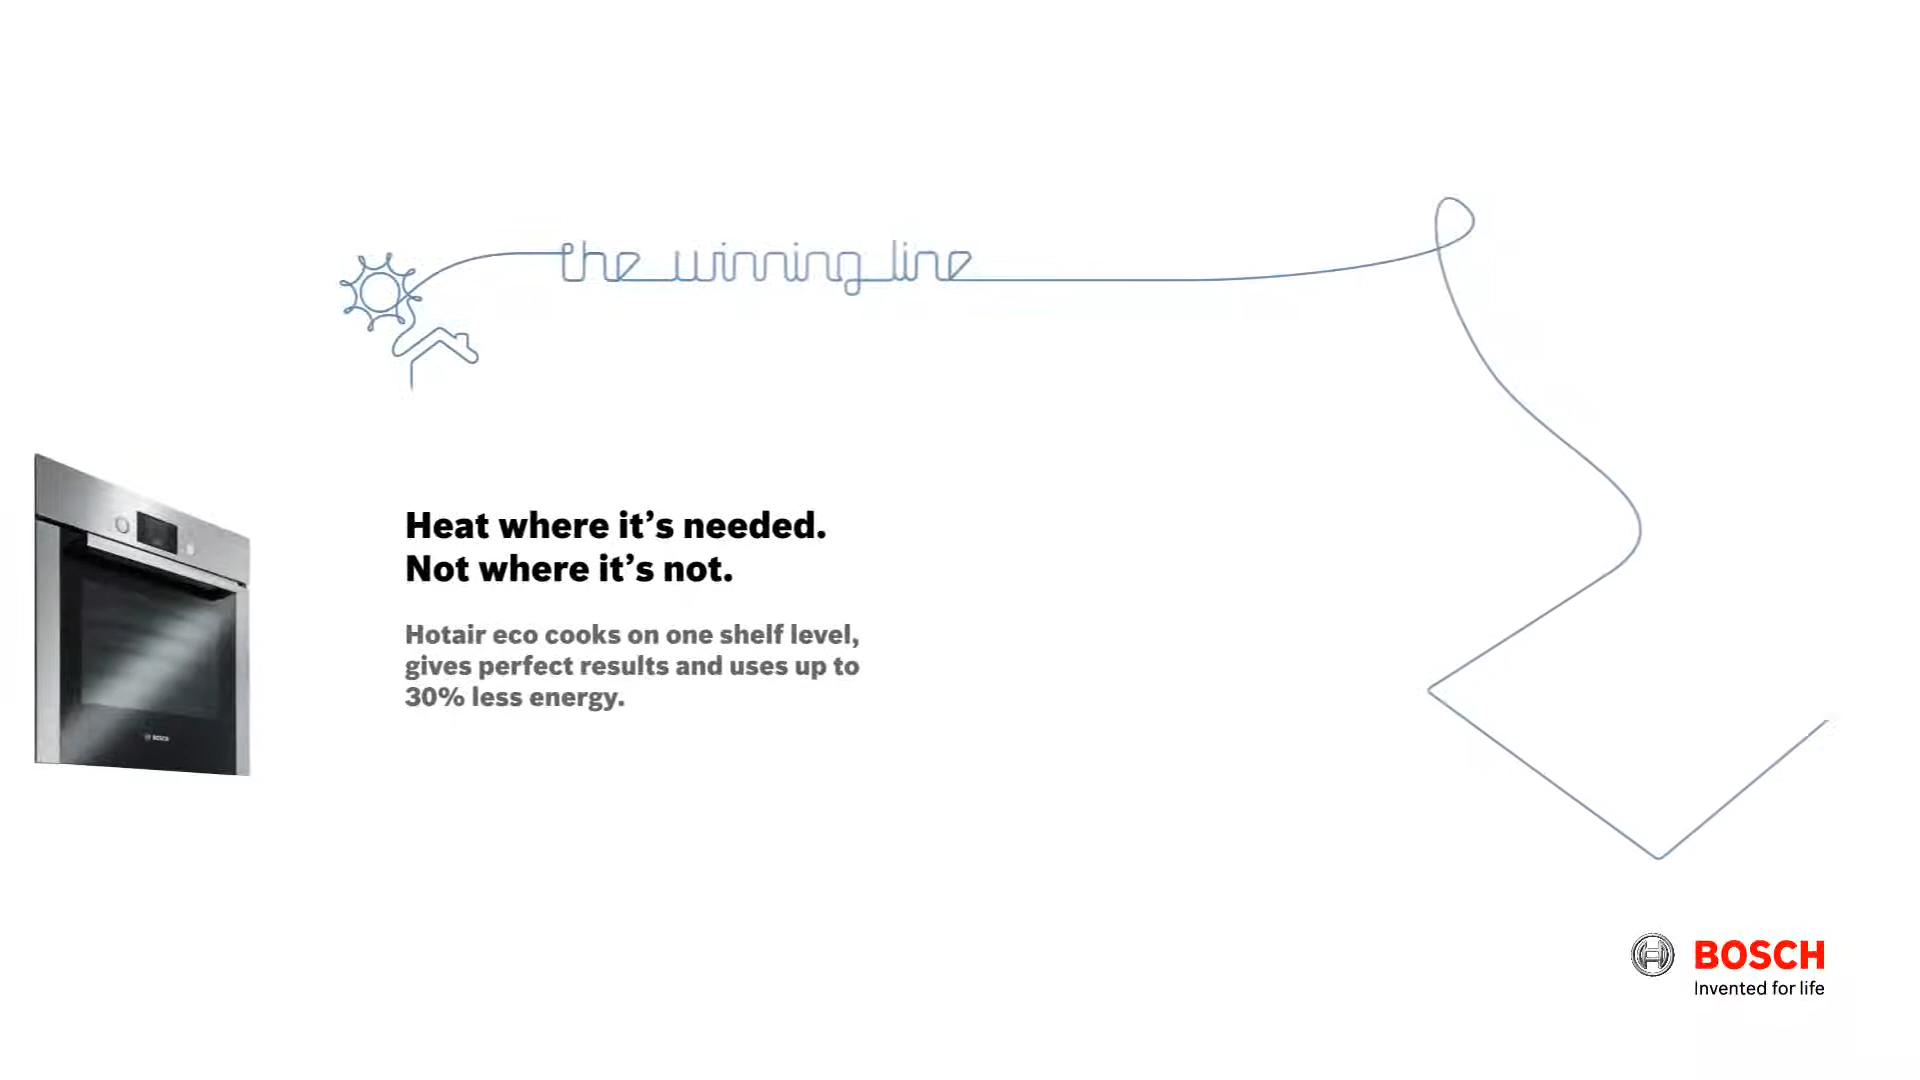 the winning line
Heat where it’s needed.
Not where it’s not.
Hotair eco cooks on one shelf level,
gives perfect results and uses up to
30% less energy.
BOSCH
BOSCH
Invented for life